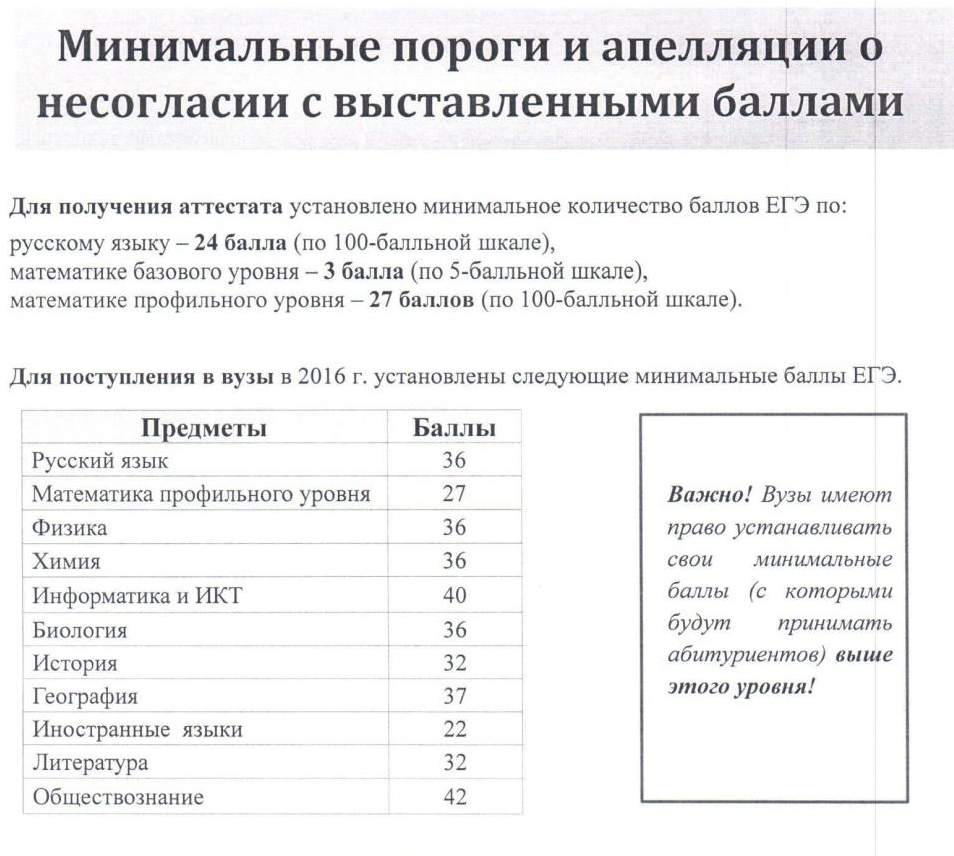 Минимальные пороги и апелляции о
несогласии с выставленными баллами
Для получения аттестата установлено минимальное количество баллов ЕГЭ по:
русскому языку – 24 балла (по 100-балльной шкале),
математике базового уровня – 3 балла (по 5-балльной шкале),
математике профильного уровня – 27 баллов (по 100-балльной шкале).
Для поступления в вузы в 2016 г. установлены следующие минимальные баллы ЕГЭ.
Предметы Баллы
Русский язык 36
Математика профильного уровня 27
Физика 36
Химия 36
Информатика и ИКТ 40
Биология 36
История 32
География 37
Иностранные языки 22
Литература 32
Обществознание 42
Важно! Вузы имеют
право устанавливать
свои минимальные
баллы (с которыми
будут принимать
абитуриентов) выше
этого уровня!